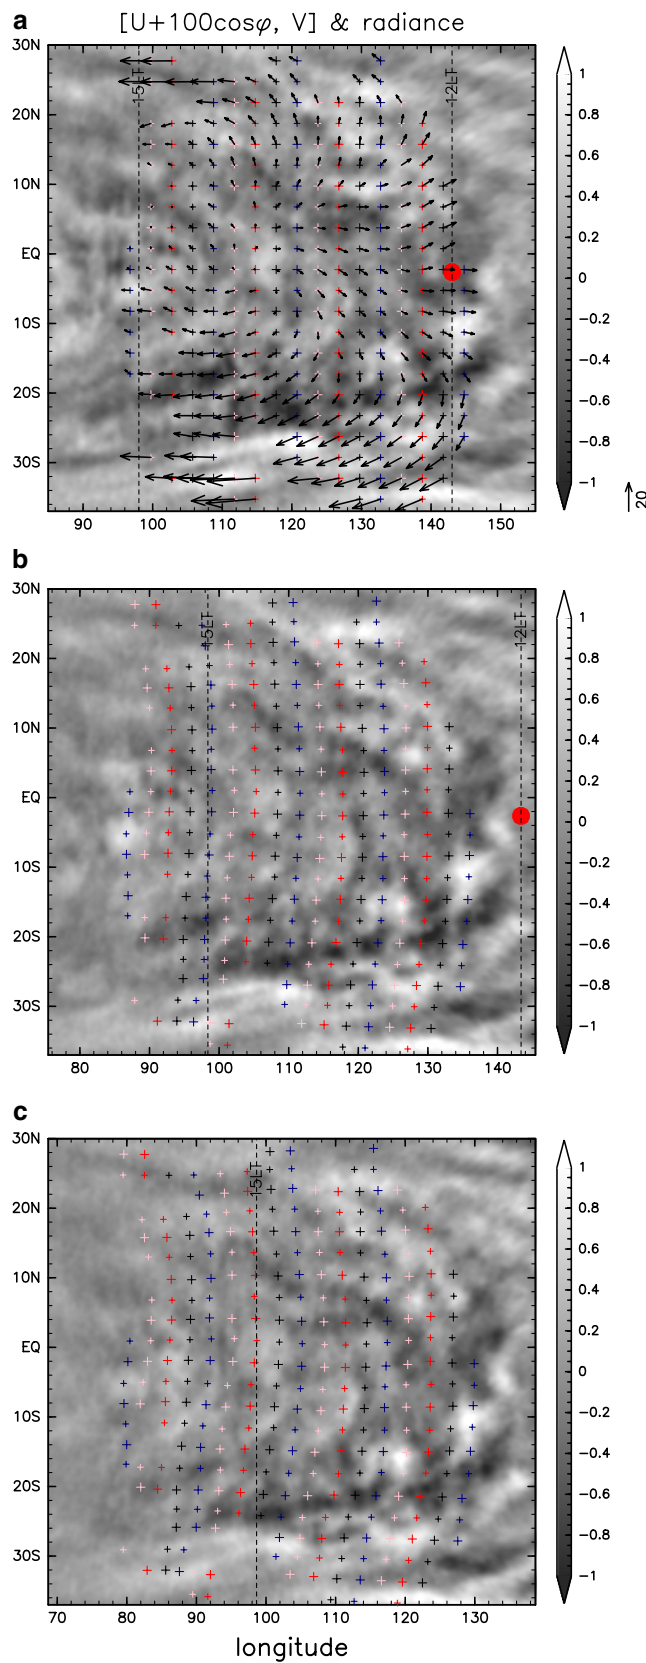 a
[U+100cosφ, V] & radiance
30N
20N
10N
EQ
10S
20S
30S
15LT
12LT
90 100 110 120 130 140 150
1
0.8
0.6
0.4
0.2
0
−0.2
−0.4
−0.6
−0.8
−1
20
b
30N
20N
10N
EQ
10S
20S
30S
15LT
12LT
80 90 100 110 120 130 140
1
0.8
0.6
0.4
0.2
0
−0.2
−0.4
−0.6
−0.8
−1
c
30N
20N
10N
EQ
10S
20S
30S
15LT
70 80 90 100 110 120 130
1
0.8
0.6
0.4
0.2
0
−0.2
−0.4
−0.6
−0.8
−1
longitude